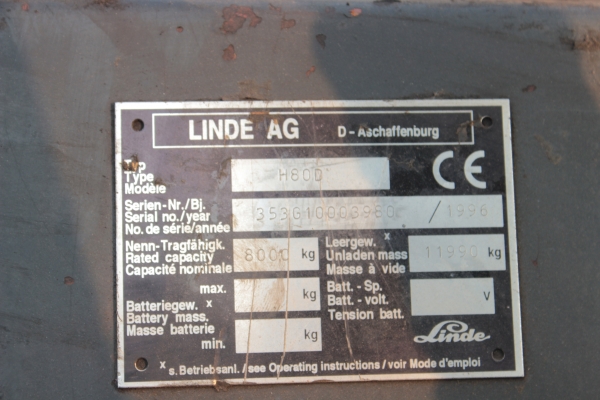 LINDE AG D - Aschaffenburg
Typ
Type H80D
Modèle
CE
Serien-Nr./Bj.
Serial no./year 353G10003960 / 1996
No. de série/année
Nenn-Tragfähigk.
Rated capacity 8000 kg
Capacité nominale
Leergew. x
Unladen mass 11990 kg
Masse à vide
max. kg
Batteriegew. x
Battery mass.
Masse batterie
min. kg
Batt. - Sp.
Batt. - volt. V
Tension batt.
Linde
x s. Betriebsanl. / see Operating instructions / voir Mode d'emploi